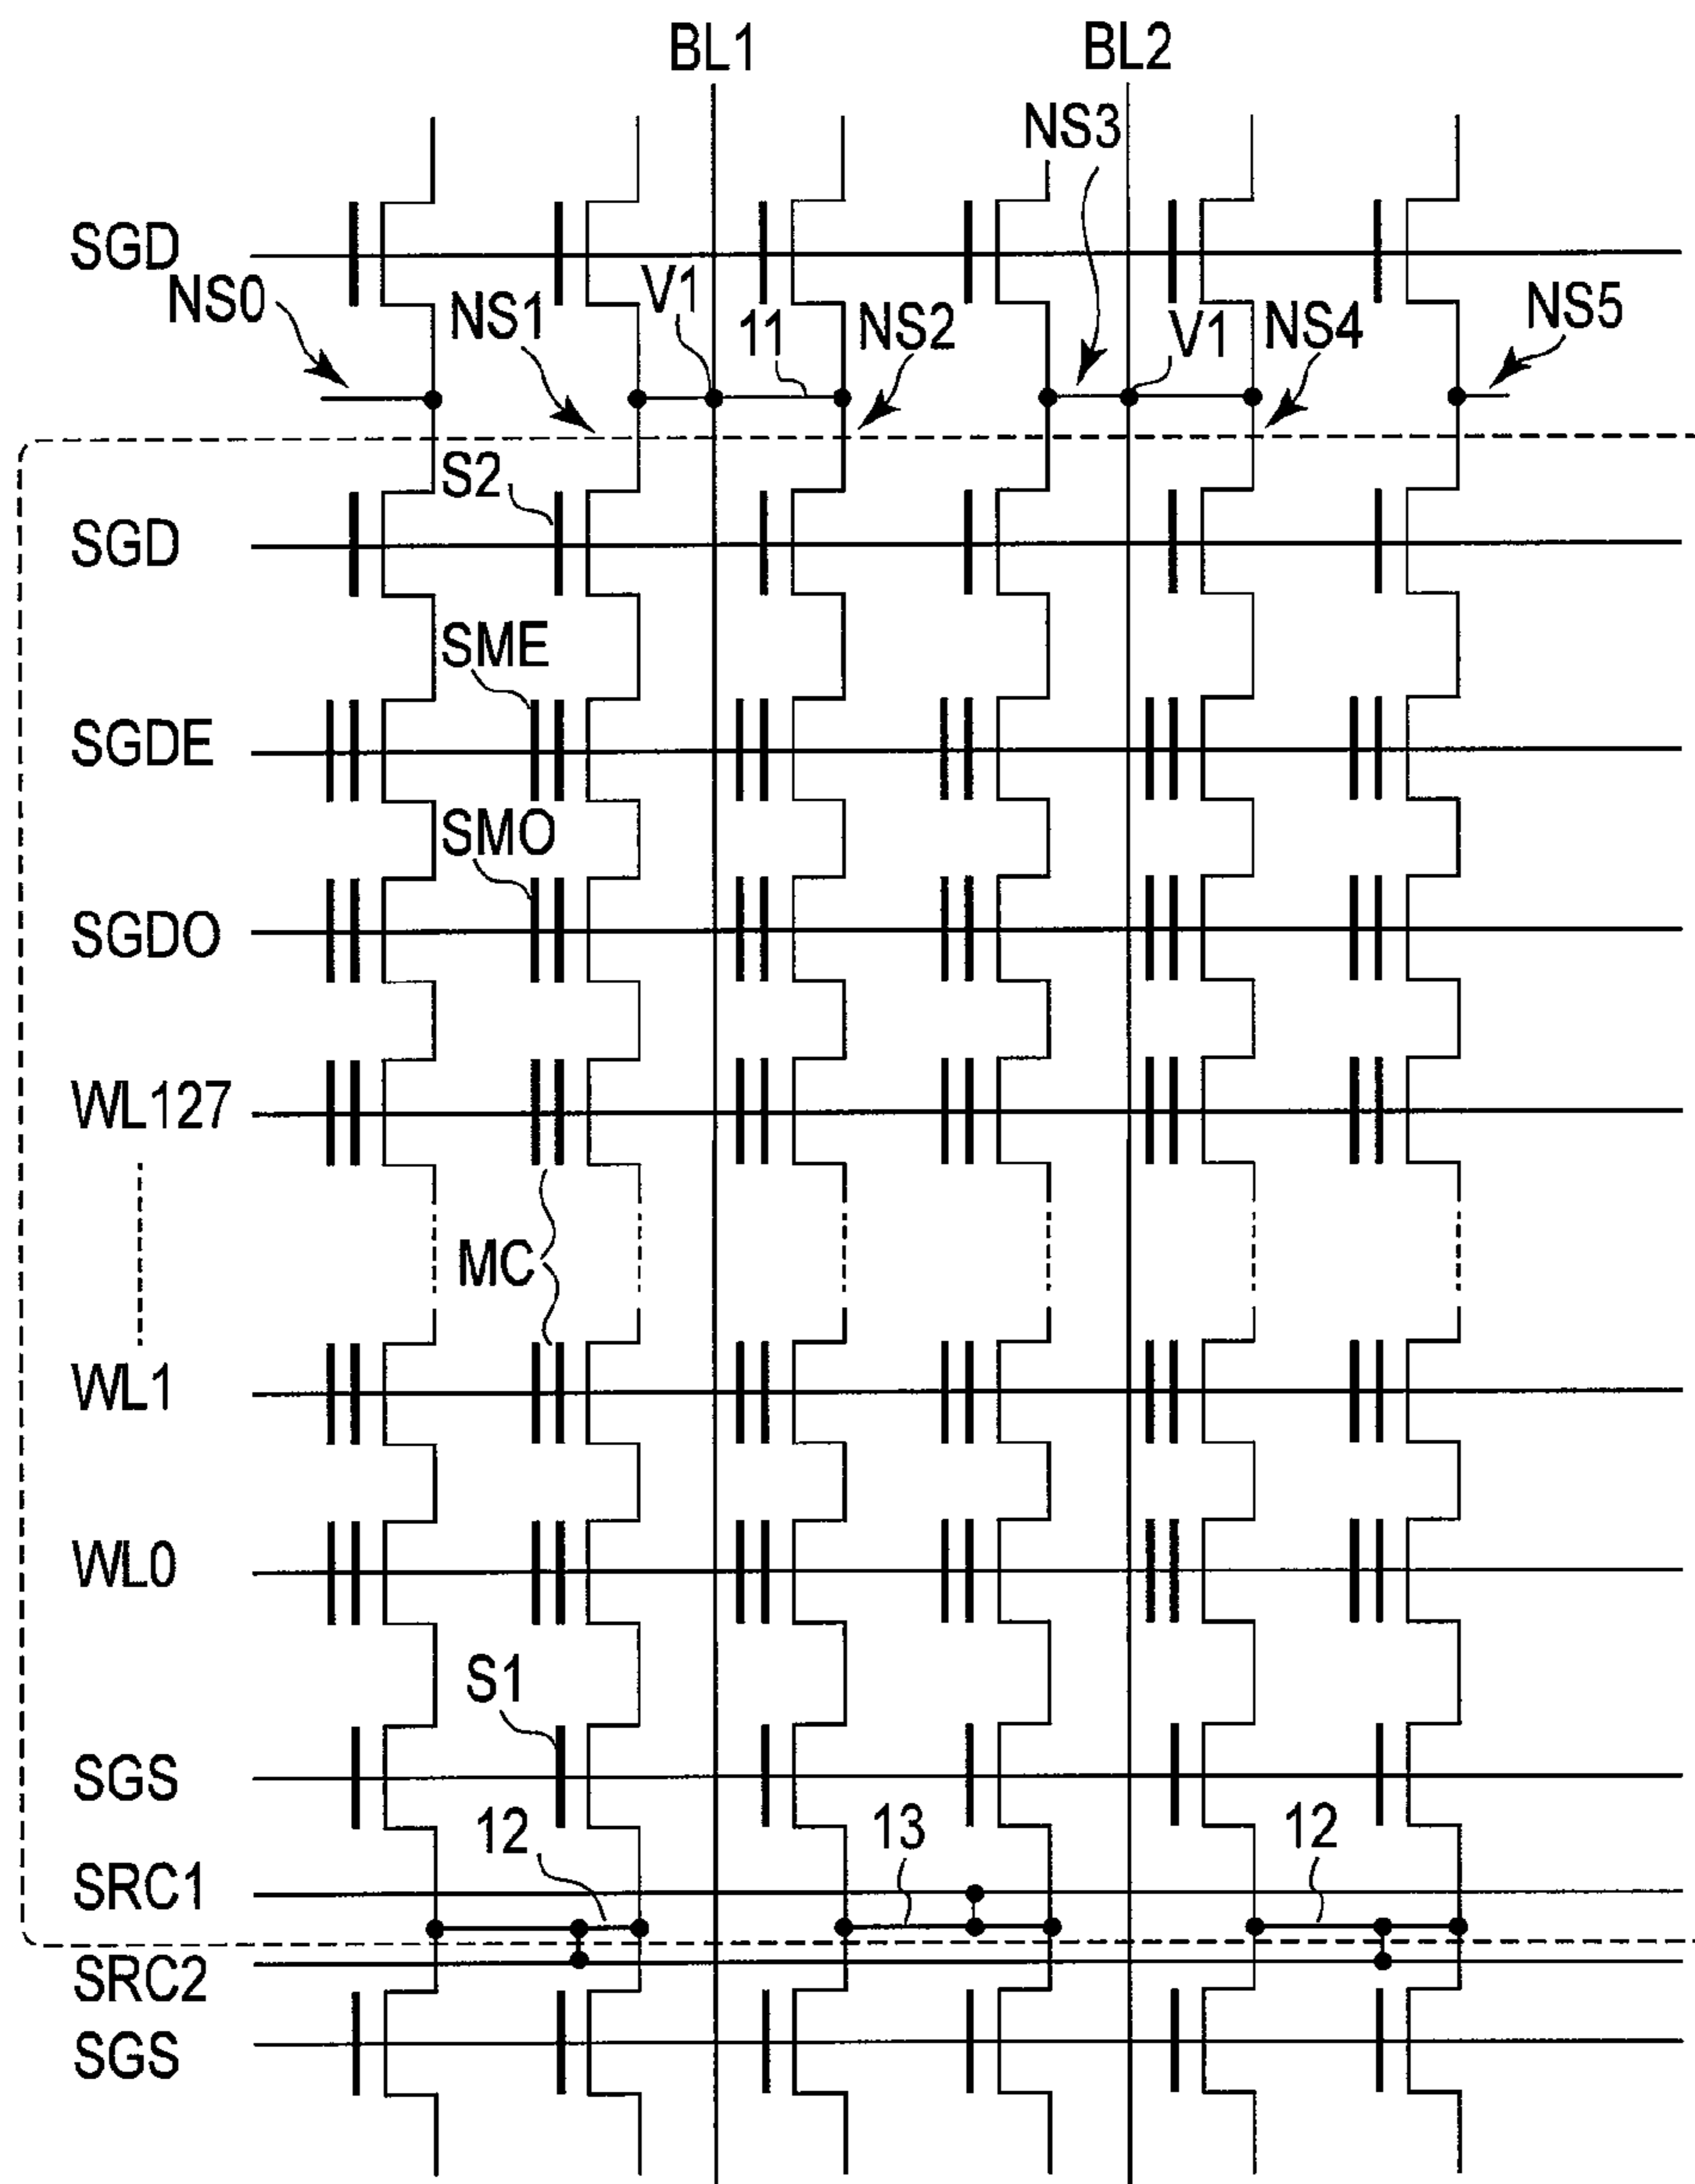 BL1
BL2
NS3
SGD
NS0
NS1
V1
11
NS2
V1
NS4
NS5
S2
SGD
SME
SGDE
SMO
SGDO
WL127
MC
WL1
WL0
S1
SGS
12
13
12
SRC1
SRC2
SGS